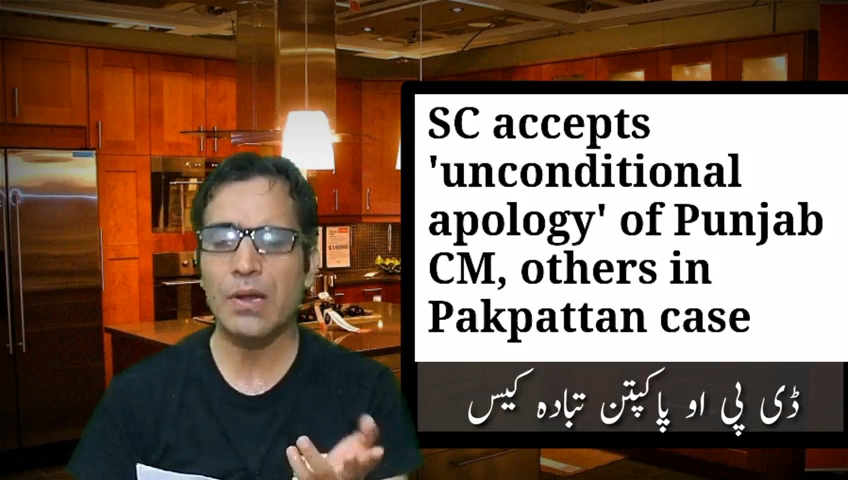 SC accepts
'unconditional
apology' of Punjab
CM, others in
Pakpattan case
ڈی پی او پاکپتن تبادہ کیس